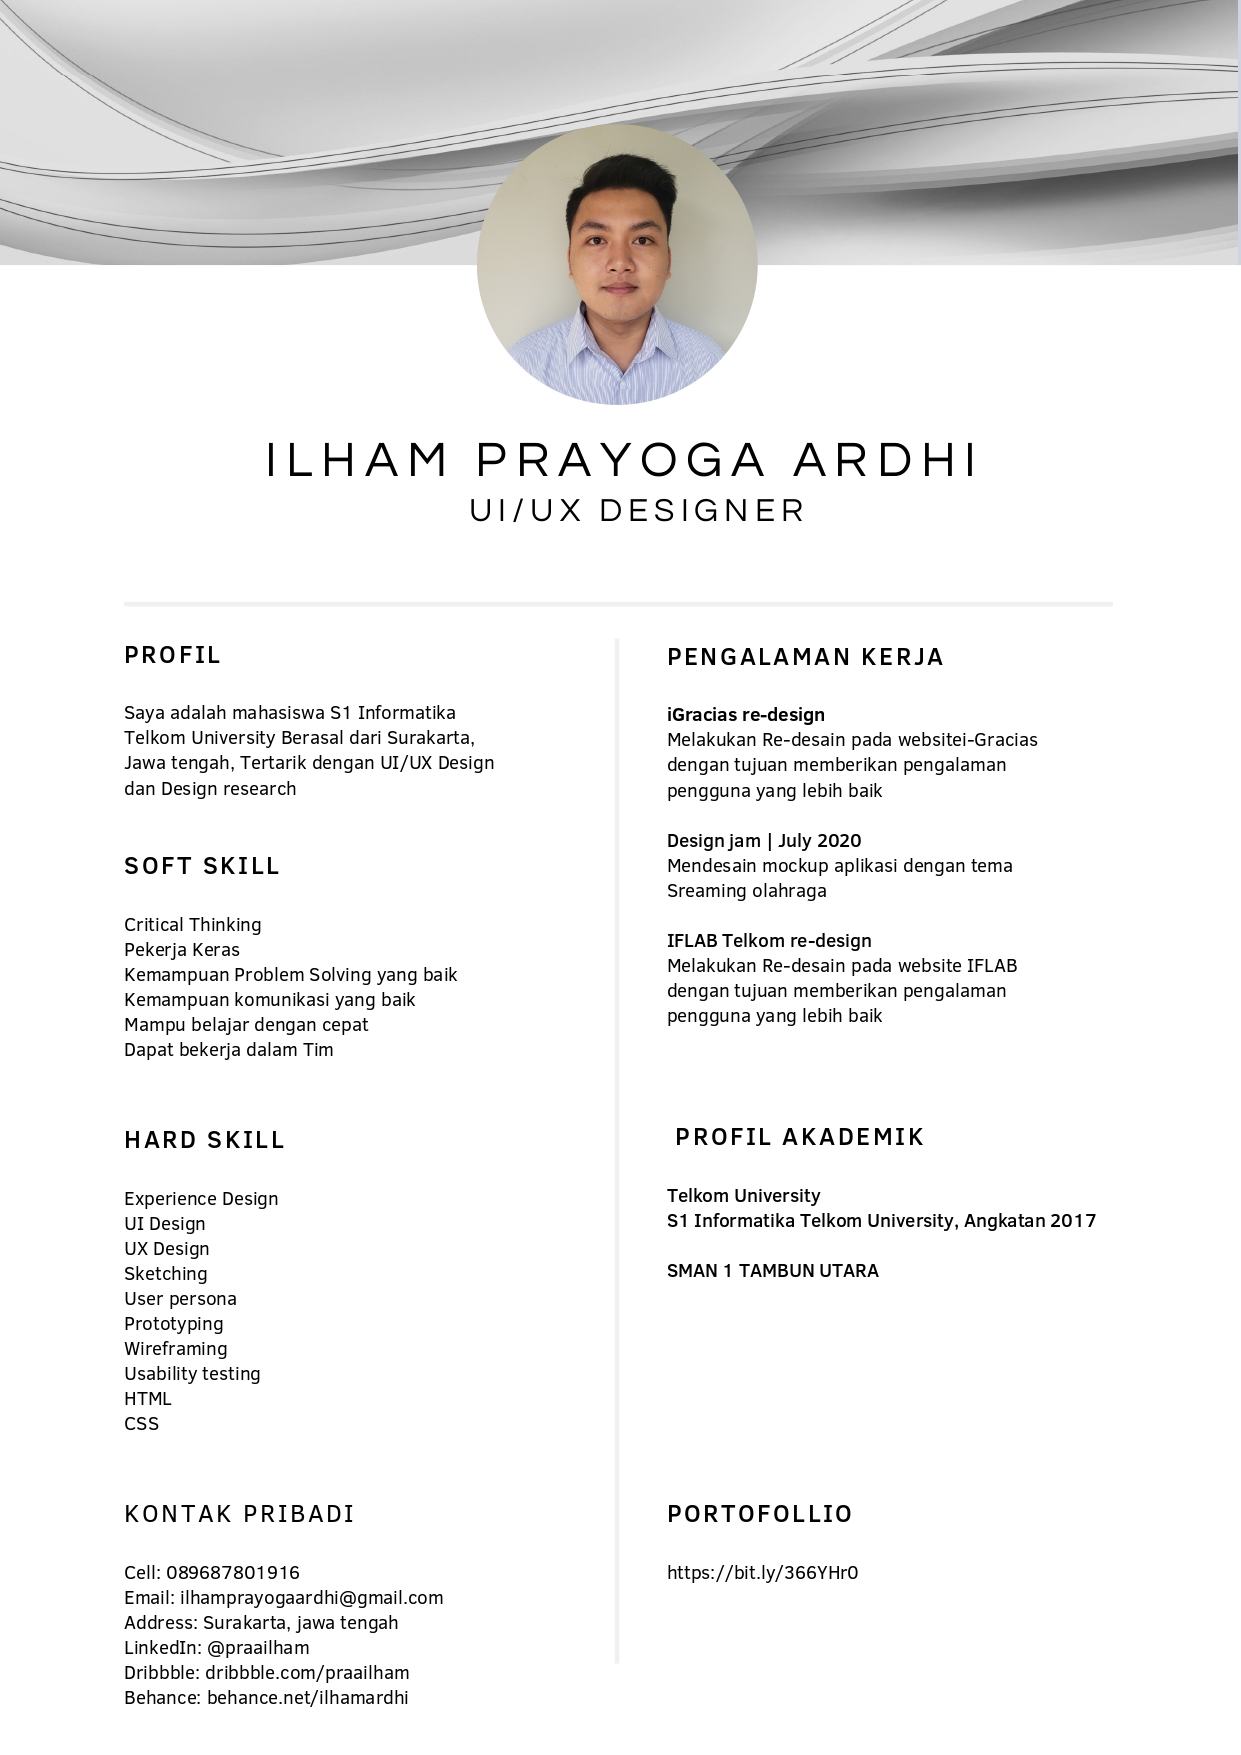 ILHAM PRAYOGA ARDHI
UI/UX DESIGNER
PROFIL
Saya adalah mahasiswa S1 Informatika
Telkom University Berasal dari Surakarta,
Jawa tengah, Tertarik dengan UI/UX Design
dan Design research
SOFT SKILL
Critical Thinking
Pekerja Keras
Kemampuan Problem Solving yang baik
Kemampuan komunikasi yang baik
Mampu belajar dengan cepat
Dapat bekerja dalam Tim
HARD SKILL
Experience Design
UI Design
UX Design
Sketching
User persona
Prototyping
Wireframing
Usability testing
HTML
CSS
KONTAK PRIBADI
Cell: 089687801916
Email: ilhamprayogaardhi@gmail.com
Address: Surakarta, jawa tengah
LinkedIn: @praailham
Dribbble: dribbble.com/praailham
Behance: behance.net/ilhamardhi
PENGALAMAN KERJA
iGracias re-design
Melakukan Re-desain pada websitei-Gracias
dengan tujuan memberikan pengalaman
pengguna yang lebih baik
Design jam | July 2020
Mendesain mockup aplikasi dengan tema
Sreaming olahraga
IFLAB Telkom re-design
Melakukan Re-desain pada website IFLAB
dengan tujuan memberikan pengalaman
pengguna yang lebih baik
PROFIL AKADEMIK
Telkom University
S1 Informatika Telkom University, Angkatan 2017
SMAN 1 TAMBUN UTARA
PORTOFOLLIO
https://bit.ly/366YHr0